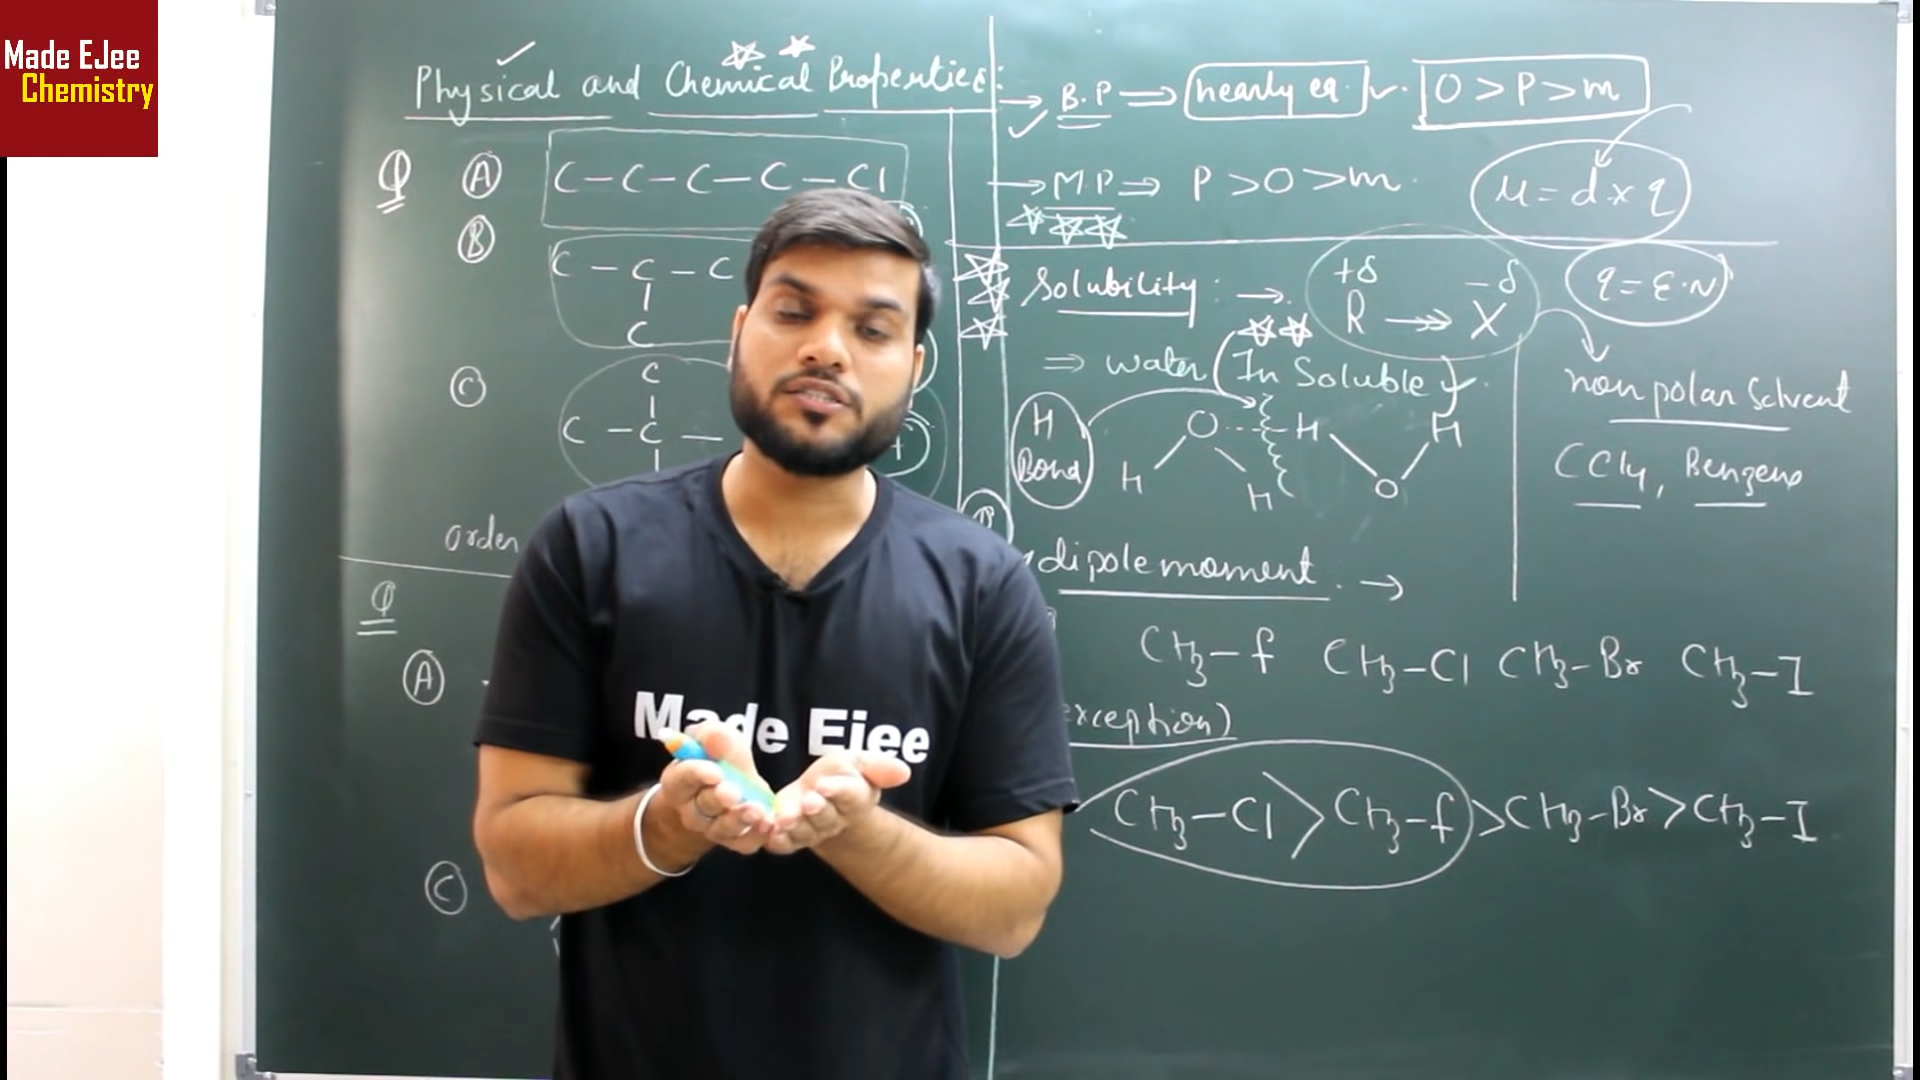 Made EJee
Chemistry
Physical and Chemical Properties:
Q A C - C - C - C - Cl
B C - C - C
C
C C
C - C -
order
Q
A
C
→ B.P ⇒ nearly eq. O > P > m
→ M.P ⇒ P > O > m
μ = d × q
Solubility: → +δ -δ
R →» X
q = E.N
⇒ water (In Soluble)
non polar Solvent
CCl4, Benzene
H Bond
O ---- H H
H H O
dipole moment. →
CH3-f CH3-Cl CH3-Br CH3-I
exception)
CH3-Cl > CH3-f > CH3-Br > CH3-I
Made Ejee